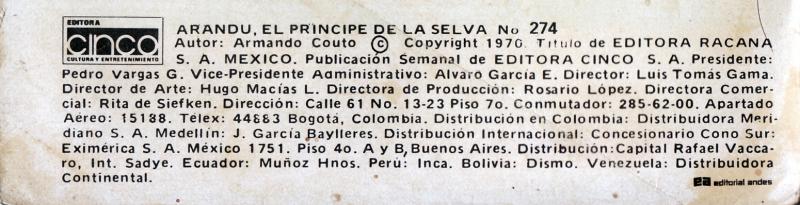 EDITORA
cinco
CULTURA Y ENTRETENIMIENTO
ARANDU, EL PRINCIPE DE LA SELVA No 274
Autor: Armando Couto © Copyright 1970. Título de EDITORA RACANA
S. A. MEXICO. Publicación Semanal de EDITORA CINCO S. A. Presidente:
Pedro Vargas G. Vice-Presidente Administrativo: Alvaro García E. Director: Luis Tomás Gama.
Director de Arte: Hugo Macías L. Directora de Producción: Rosario López. Directora Comer-
cial: Rita de Siefken. Dirección: Calle 61 No. 13-23 Piso 7o. Conmutador: 285-62-00. Apartado
Aéreo: 15188. Télex: 44883 Bogotá, Colombia. Distribución en Colombia: Distribuidora Meri-
diano S. A. Medellín: J. García Baylleres. Distribución Internacional: Concesionario Cono Sur:
Eximérica S. A. México 1751. Piso 4o. A y B, Buenos Aires. Distribución: Capital Rafael Vacca-
ro, Int. Sadye. Ecuador: Muñoz Hnos. Perú: Inca. Bolivia: Dismo. Venezuela: Distribuidora
Continental.
ea editorial andes